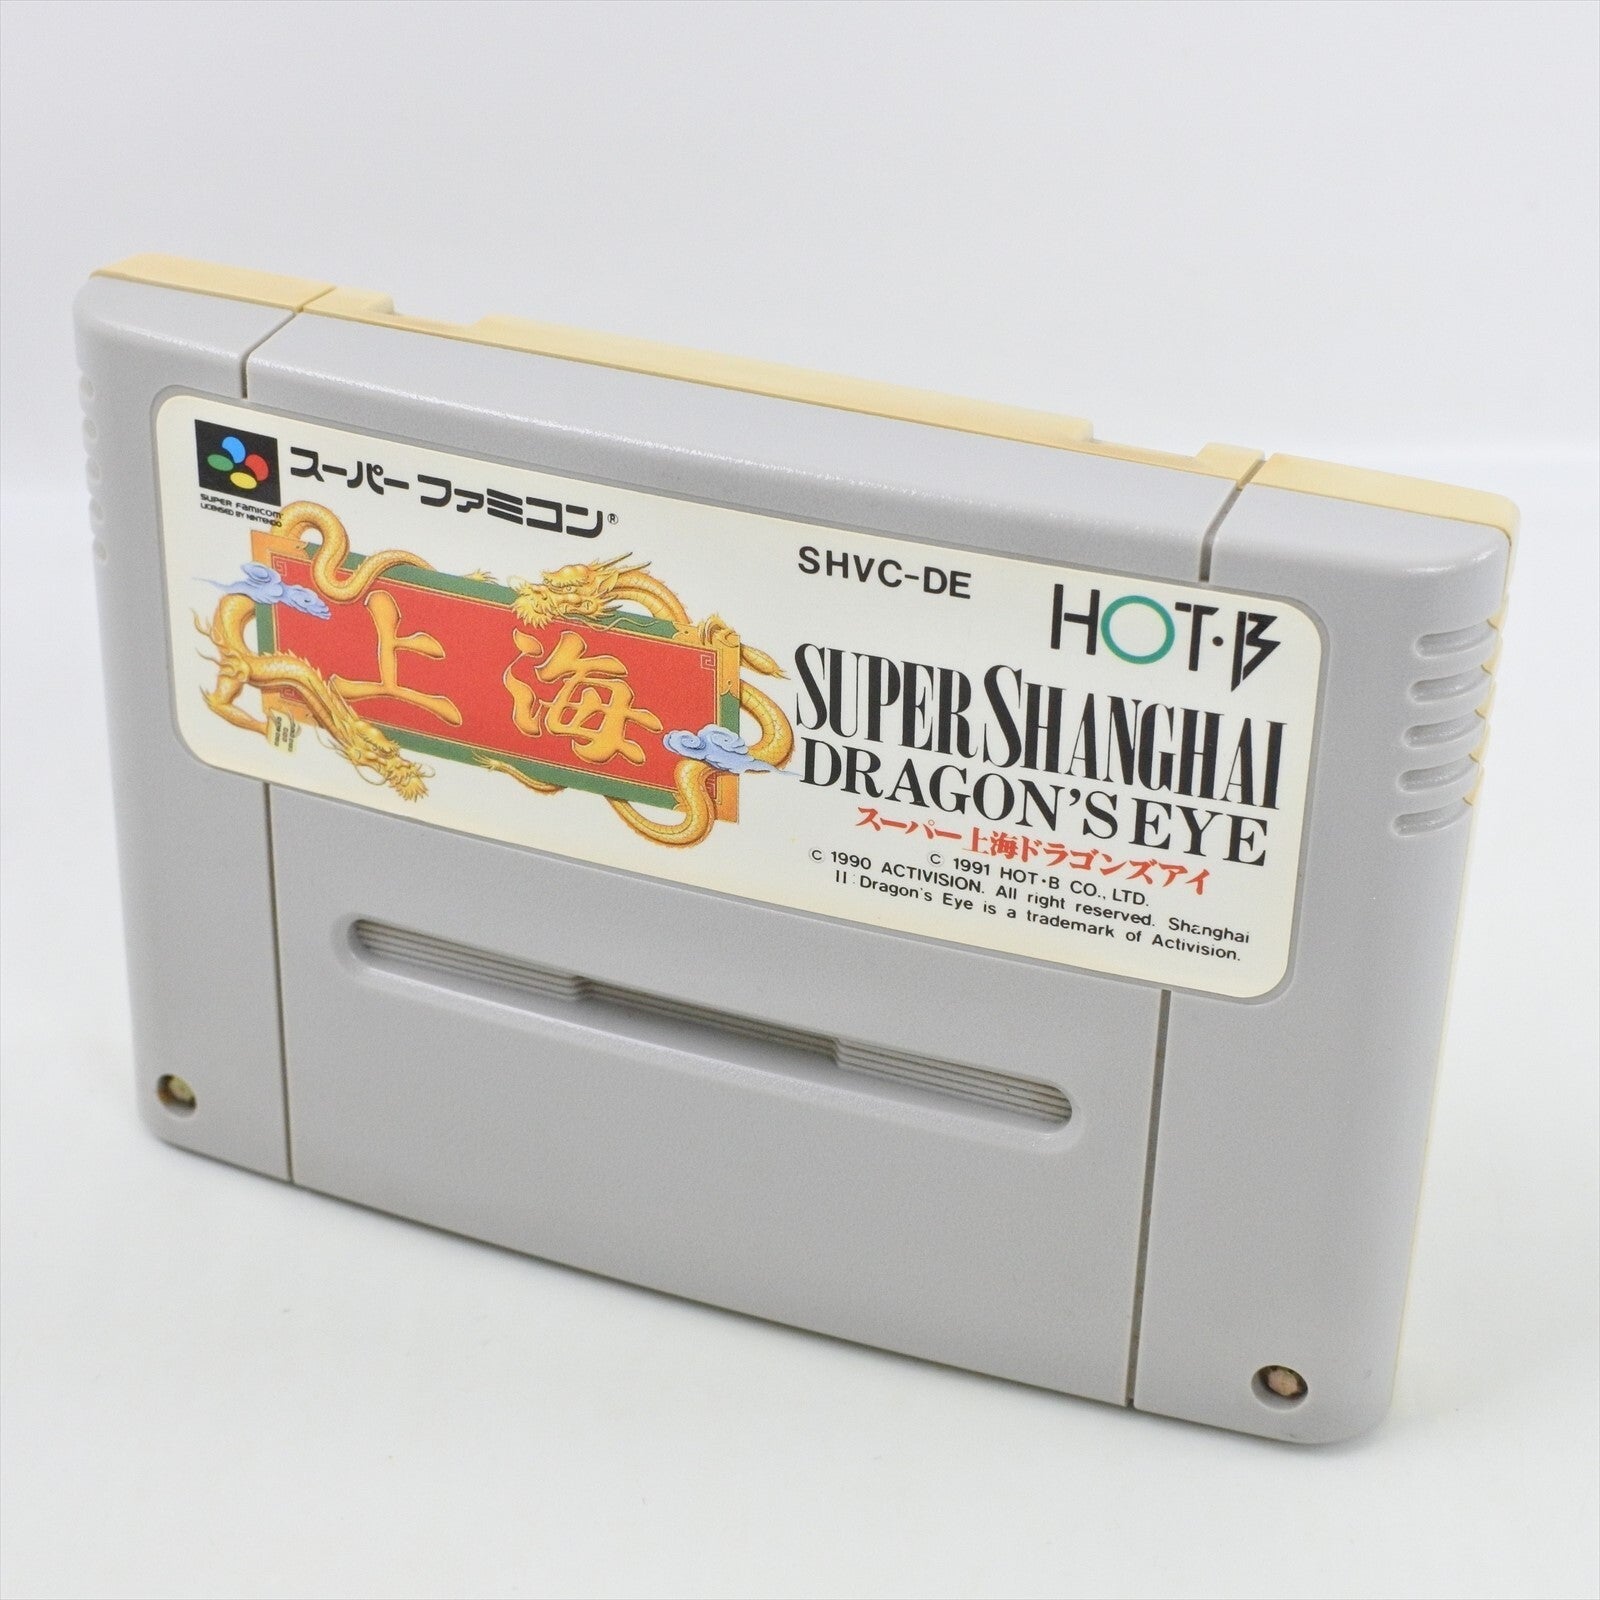 スーパーファミコン®
SUPER FAMICOM
LICENSED BY NINTENDO
SHVC-DE
HOT・B
上海
SUPER SHANGHAI
DRAGON'S EYE
スーパー上海ドラゴンズアイ
© 1991 HOT・B CO., LTD.
© 1990 ACTIVISION. All right reserved. Shanghai
II : Dragon's Eye is a trademark of Activision.